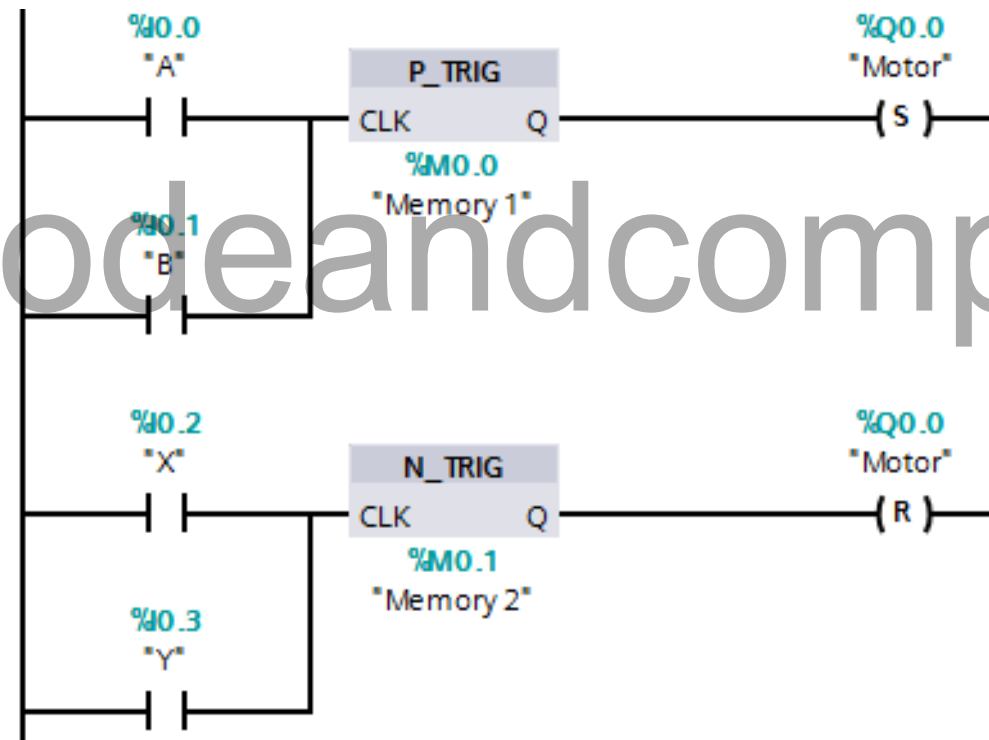 %I0.0
"A"
P_TRIG
CLK Q
%M0.0
"Memory 1"
%Q0.0
"Motor"
( S )
%I0.1
"B"
odeandcomp
%I0.2
"X"
N_TRIG
CLK Q
%M0.1
"Memory 2"
%Q0.0
"Motor"
( R )
%I0.3
"Y"